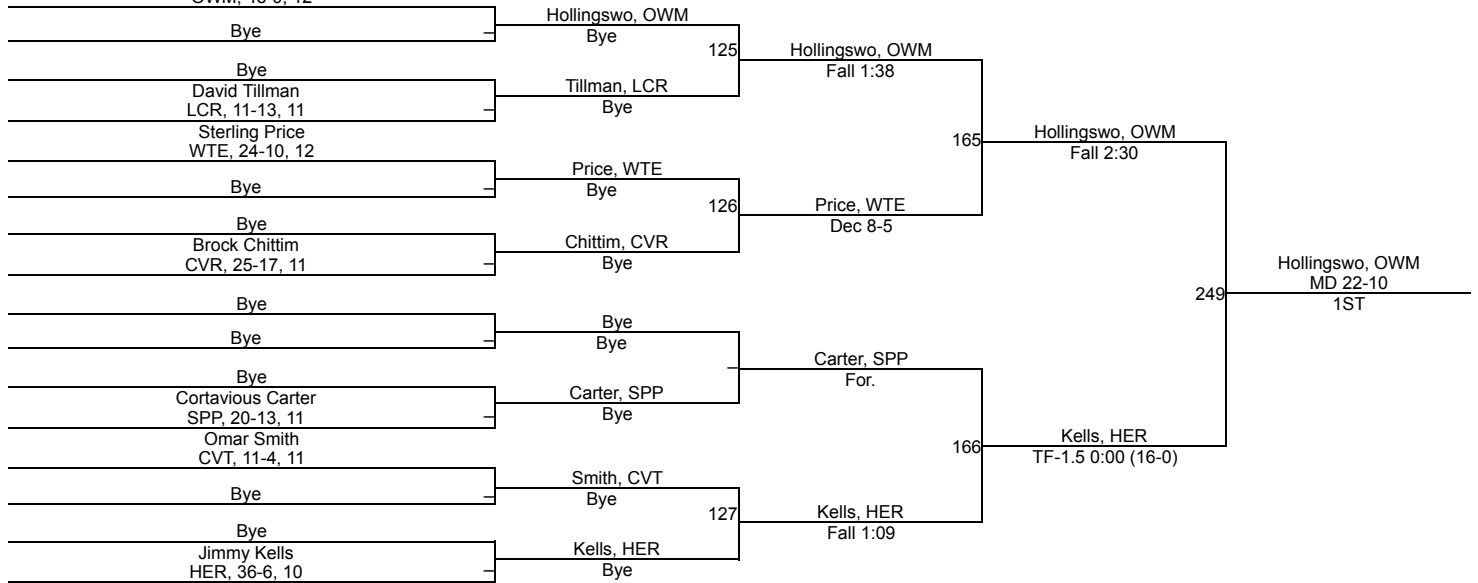 OWM, 12
Bye
Bye
David Tillman
LCR, 11-13, 11
Sterling Price
WTE, 24-10, 12
Bye
Bye
Brock Chittim
CVR, 25-17, 11
Bye
Bye
Bye
Cortavious Carter
SPP, 20-13, 11
Omar Smith
CVT, 11-4, 11
Bye
Bye
Jimmy Kells
HER, 36-6, 10
Hollingswo, OWM
Bye
Tillman, LCR
Bye
Price, WTE
Bye
Chittim, CVR
Bye
Bye
Bye
Carter, SPP
Bye
Smith, CVT
Bye
Kells, HER
Bye
125
126
127
Hollingswo, OWM
Fall 1:38
Price, WTE
Dec 8-5
Carter, SPP
For.
Kells, HER
Fall 1:09
165
166
Hollingswo, OWM
Fall 2:30
Kells, HER
TF-1.5 0:00 (16-0)
249
Hollingswo, OWM
MD 22-10
1ST